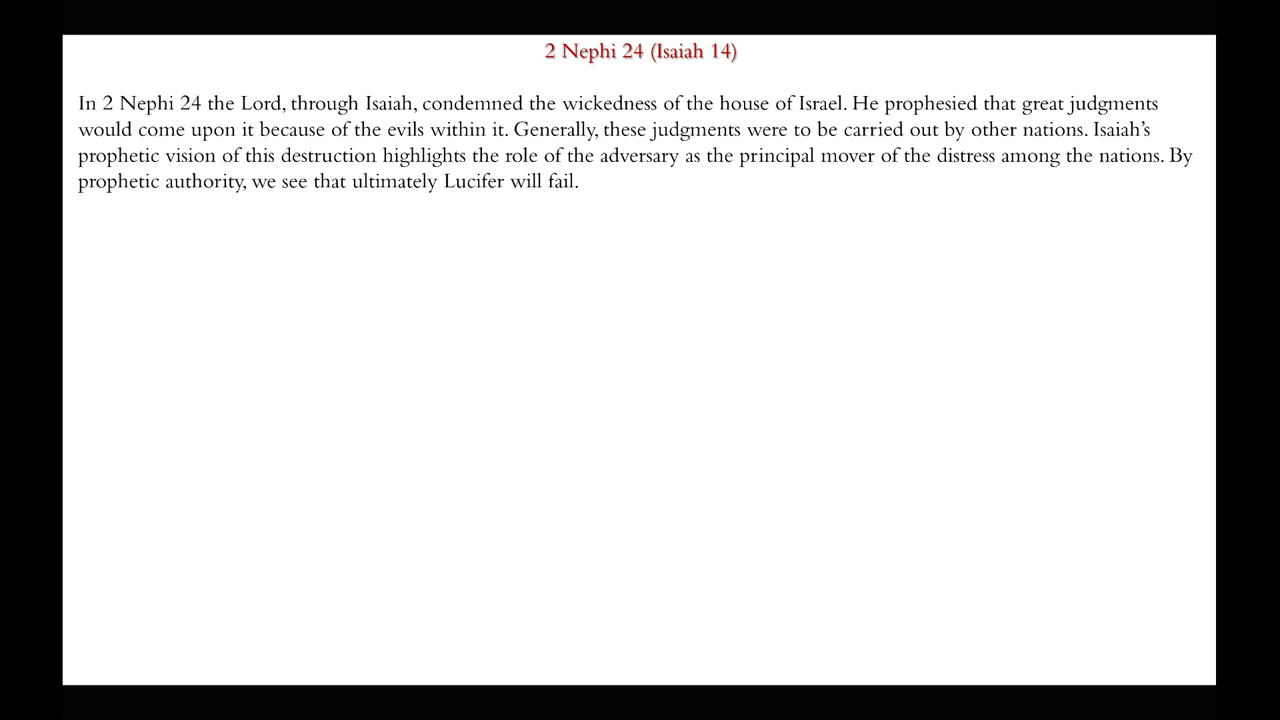 2 Nephi 24 (Isaiah 14)
In 2 Nephi 24 the Lord, through Isaiah, condemned the wickedness of the house of Israel. He prophesied that great judgments
would come upon it because of the evils within it. Generally, these judgments were to be carried out by other nations. Isaiah’s
prophetic vision of this destruction highlights the role of the adversary as the principal mover of the distress among the nations. By
prophetic authority, we see that ultimately Lucifer will fail.